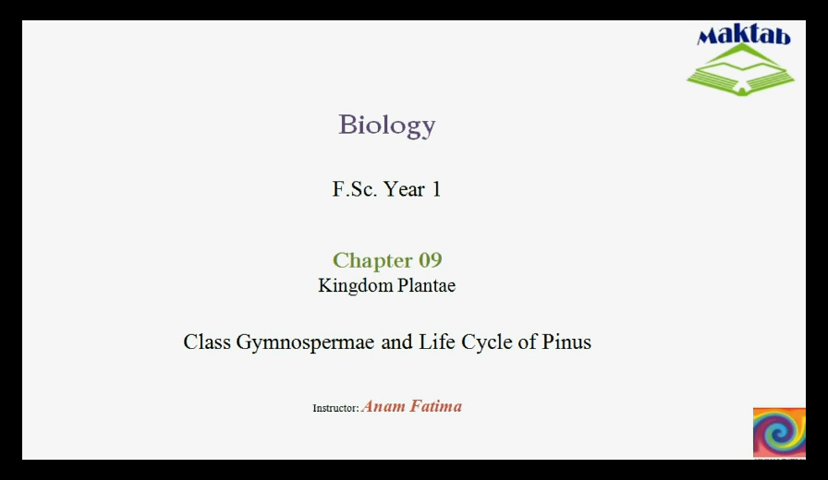 Maktab
Biology
F.Sc. Year 1
Chapter 09
Kingdom Plantae
Class Gymnospermae and Life Cycle of Pinus
Instructor: Anam Fatima